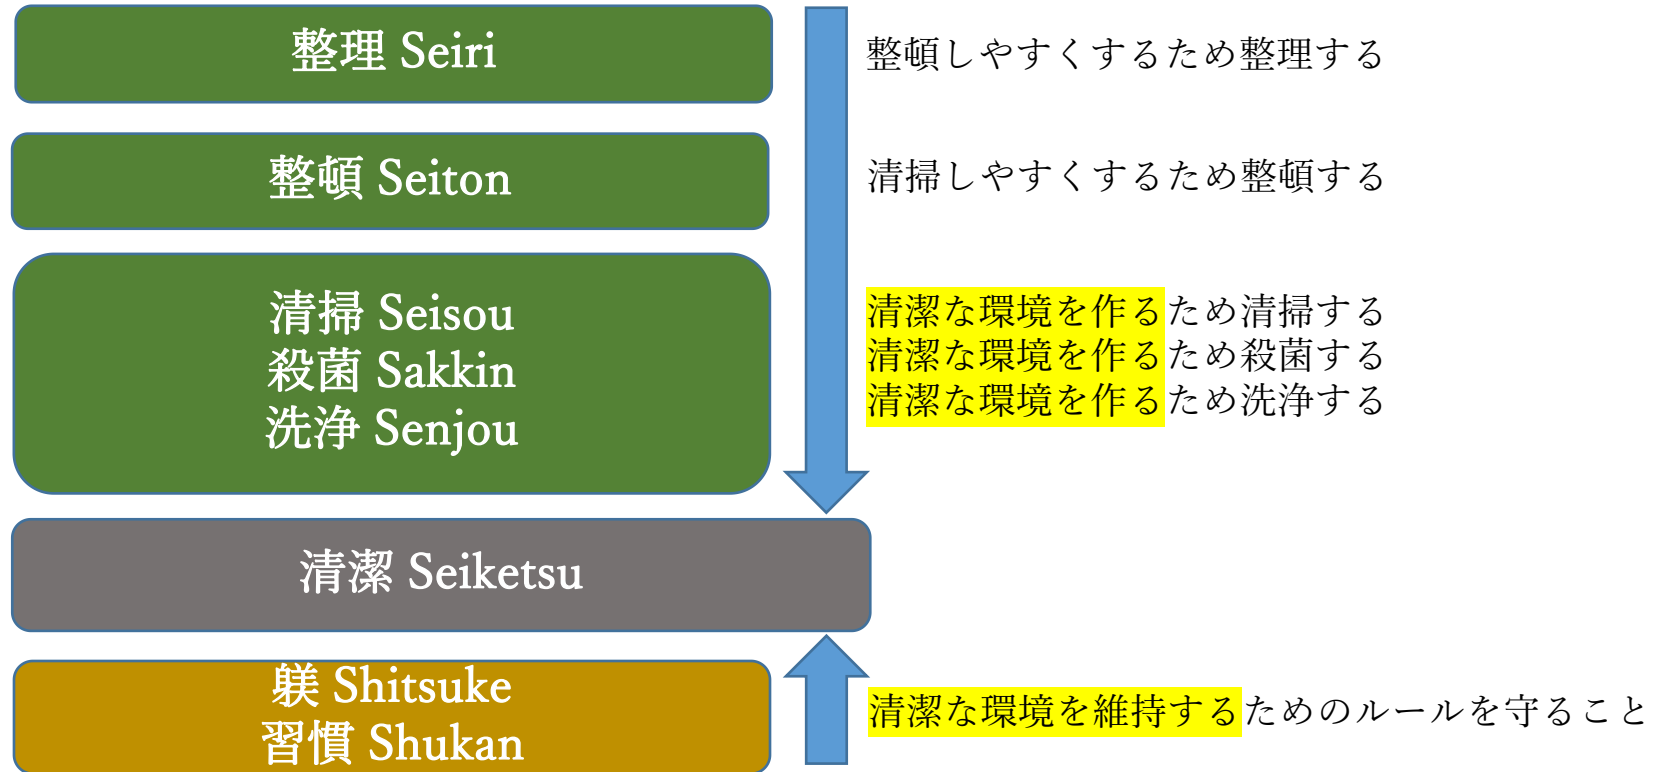 整理 Seiri
整頓しやすくするため整理する
整頓 Seiton
清掃しやすくするため整頓する
清掃 Seisou
殺菌 Sakkin
洗浄 Senjou
清潔な環境を作るため清掃する
清潔な環境を作るため殺菌する
清潔な環境を作るため洗浄する
清潔 Seiketsu
躾 Shitsuke
習慣 Shukan
清潔な環境を維持するためのルールを守ること